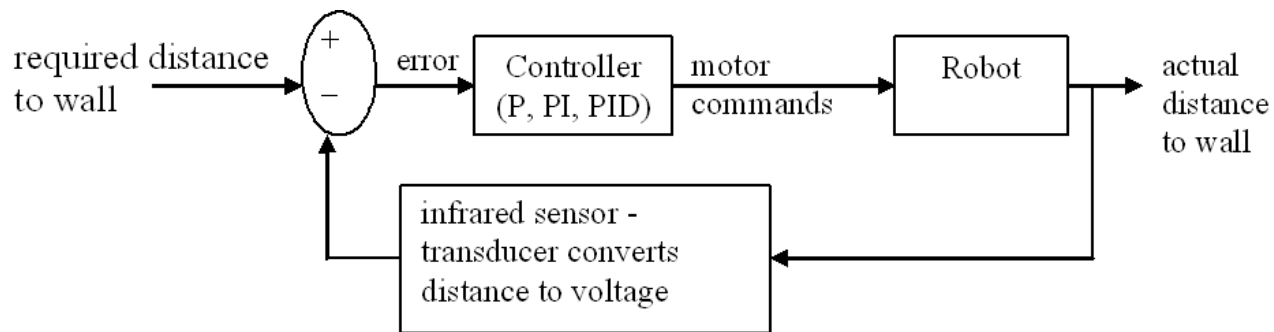 required distance
to wall
+
−
error
Controller
(P, PI, PID)
motor
commands
Robot
actual
distance
to wall
infrared sensor -
transducer converts
distance to voltage